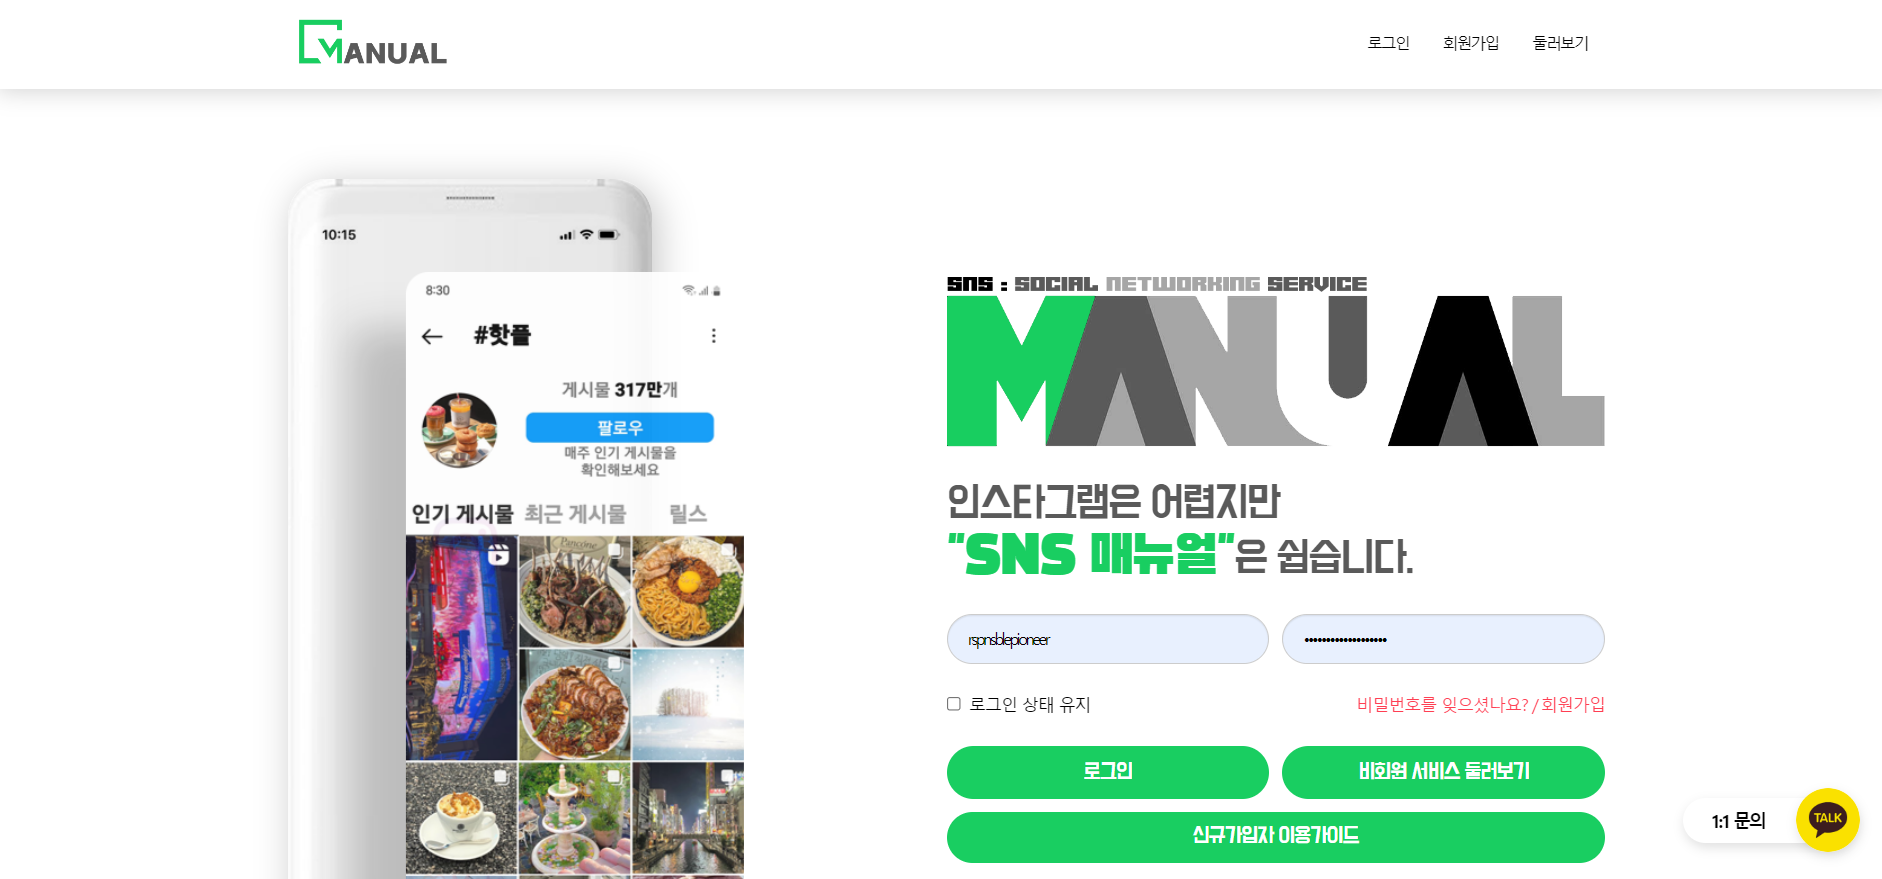 MANUAL
로그인 회원가입 둘러보기
10:15
8:30
#핫플
게시물 317만개
팔로우
매주 인기 게시물을
확인해보세요
인기 게시물 최근 게시물 릴스
SNS : SOCIAL NETWORKING SERVICE
MANUAL
인스타그램은 어렵지만
"SNS 매뉴얼"은 쉽습니다.
rspnsblepioneer
로그인 상태 유지
비밀번호를 잊으셨나요? / 회원가입
로그인
비회원 서비스 둘러보기
신규가입자 이용가이드
1:1 문의
TALK